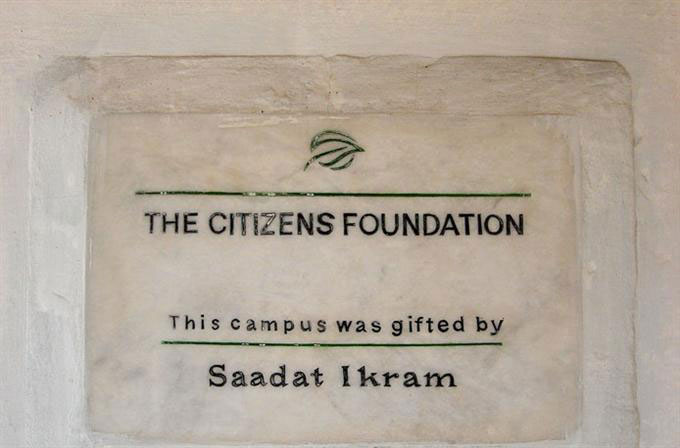 THE CITIZENS FOUNDATION
This campus was gifted by
Saadat Ikram